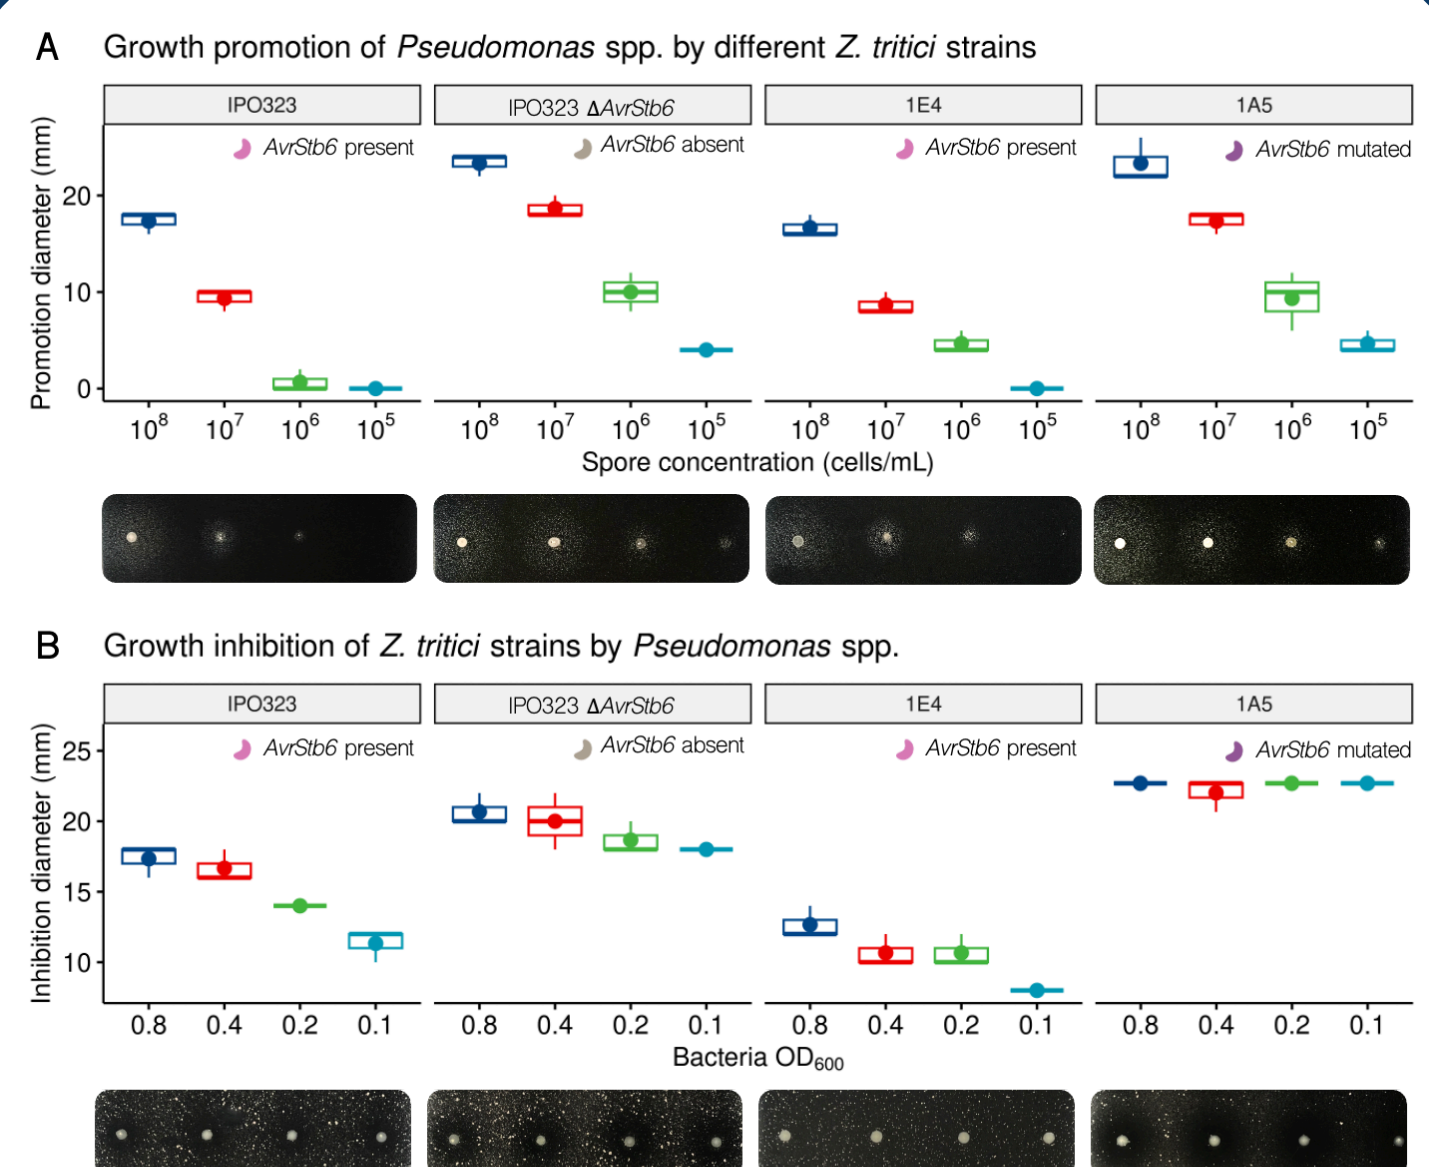 A Growth promotion of Pseudomonas spp. by different Z. tritici strains
IPO323 IPO323 ΔAvrStb6 1E4 1A5
AvrStb6 present AvrStb6 absent AvrStb6 present AvrStb6 mutated
Promotion diameter (mm)
20
10
0
10⁸ 10⁷ 10⁶ 10⁵ 10⁸ 10⁷ 10⁶ 10⁵ 10⁸ 10⁷ 10⁶ 10⁵ 10⁸ 10⁷ 10⁶ 10⁵
Spore concentration (cells/mL)
B Growth inhibition of Z. tritici strains by Pseudomonas spp.
IPO323 IPO323 ΔAvrStb6 1E4 1A5
AvrStb6 present AvrStb6 absent AvrStb6 present AvrStb6 mutated
Inhibition diameter (mm)
25
20
15
10
0.8 0.4 0.2 0.1 0.8 0.4 0.2 0.1 0.8 0.4 0.2 0.1 0.8 0.4 0.2 0.1
Bacteria OD₆₀₀